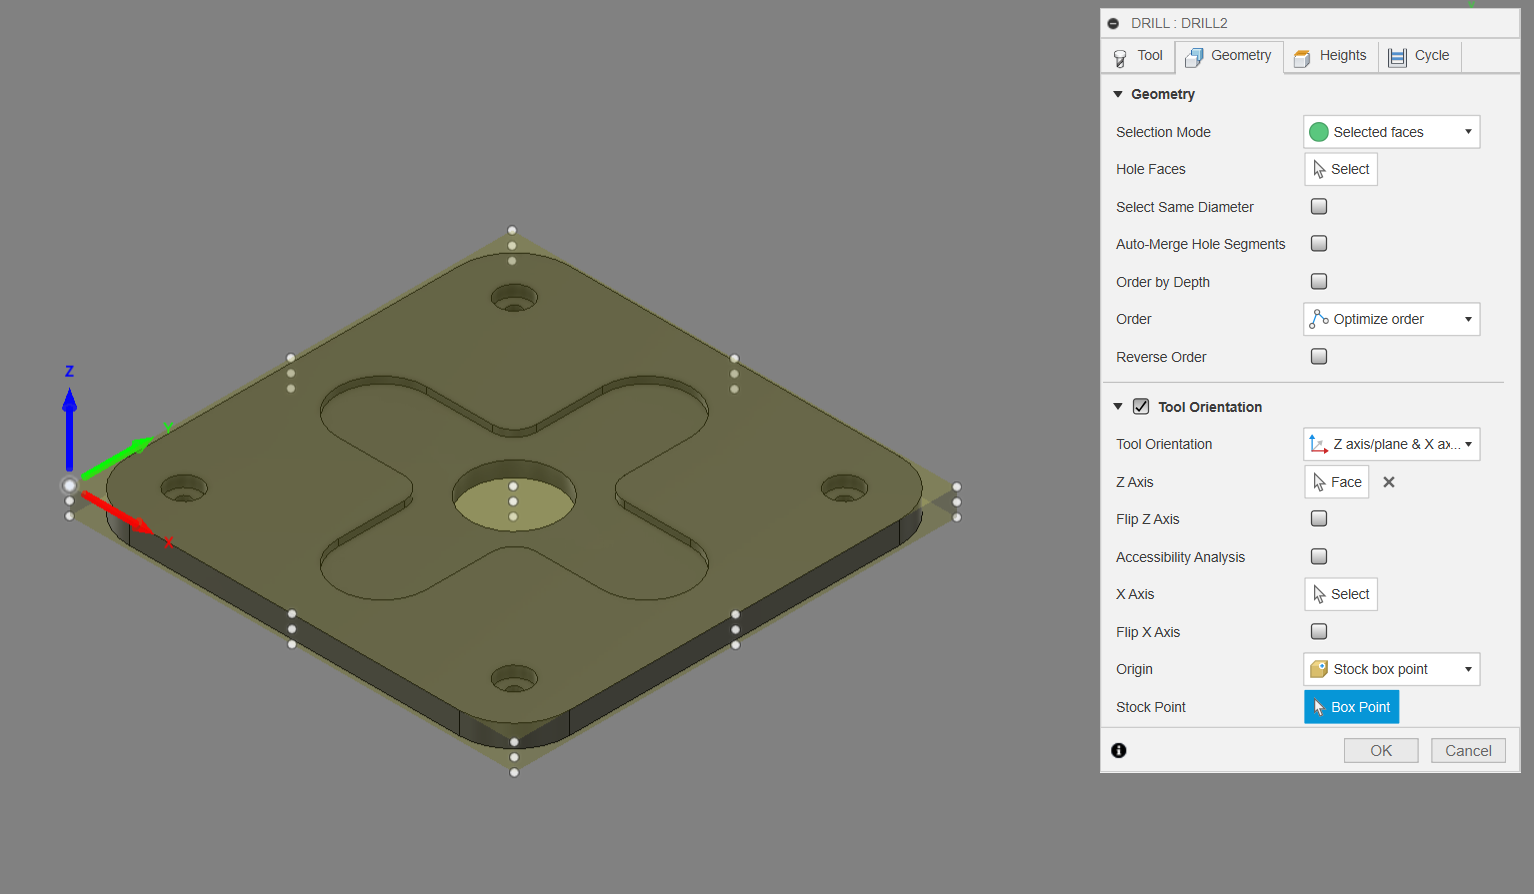 DRILL : DRILL2
Tool Geometry Heights Cycle
Geometry
Selection Mode Selected faces
Hole Faces Select
Select Same Diameter
Auto-Merge Hole Segments
Order by Depth
Order Optimize order
Reverse Order
Tool Orientation
Tool Orientation Z axis/plane & X ax...
Z Axis Face
Flip Z Axis
Accessibility Analysis
X Axis Select
Flip X Axis
Origin Stock box point
Stock Point Box Point
OK Cancel
Z
Y
X